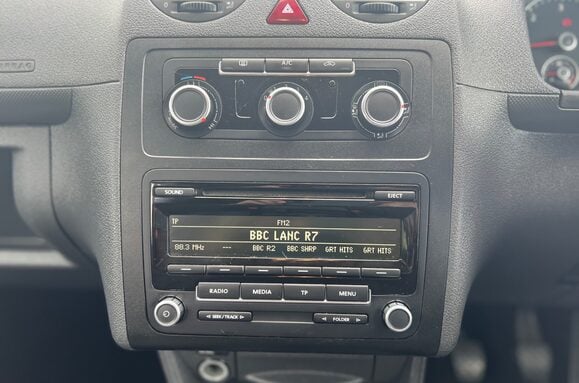 AIRBAG
A/C
SOUND
EJECT
TP FM2
BBC LANC R7
88.3 MHz --- BBC R2 BBC SHRP GRT HITS GRT HITS
RADIO MEDIA TP MENU
SEEK/TRACK FOLDER